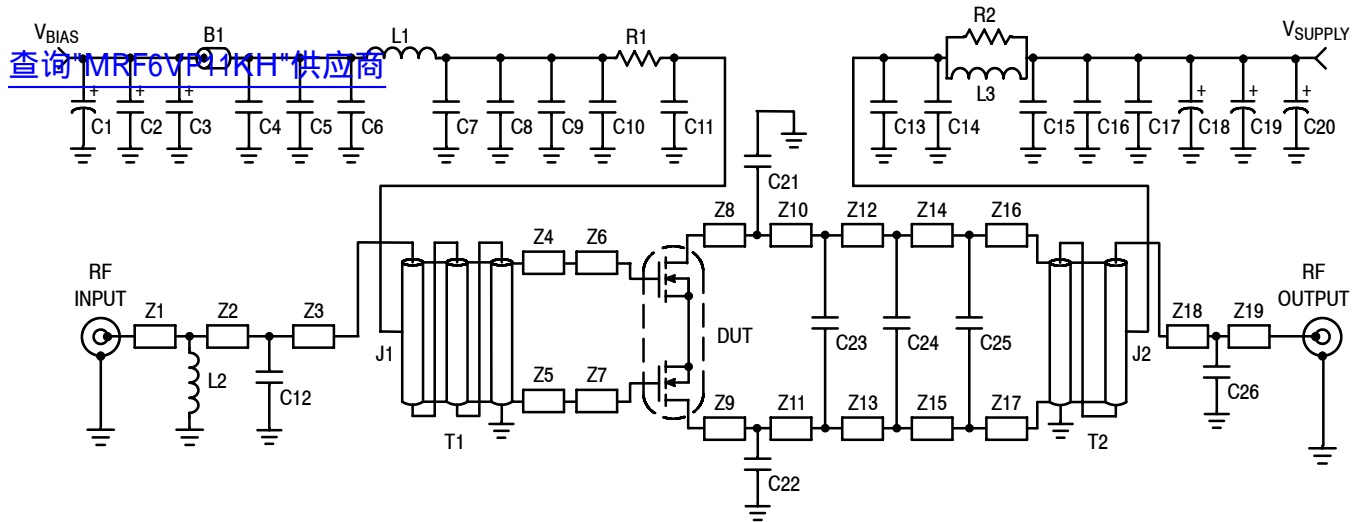 V_BIAS B1 L1 R1 R2 V_SUPPLY
查询"MRF6VP11KH"供应商
L3
+ + + + + +
C1 C2 C3 C4 C5 C6 C7 C8 C9 C10 C11 C13 C14 C15 C16 C17 C18 C19 C20
C21
Z8 Z10 Z12 Z14 Z16
Z4 Z6
RF INPUT
RF OUTPUT
Z1 Z2 Z3
Z18 Z19
DUT
C23 C24 C25
J1 J2
L2
C12
Z5 Z7
C26
Z9 Z11 Z13 Z15 Z17
T1 T2
C22